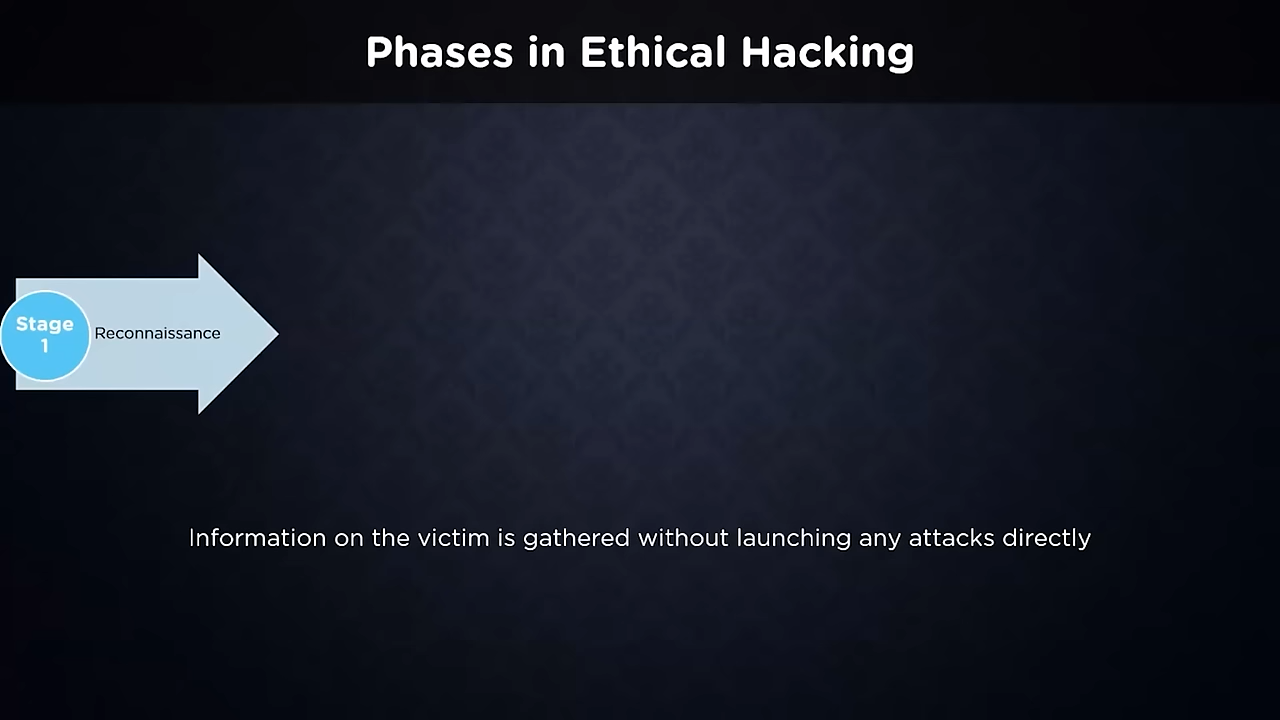 Phases in Ethical Hacking
Stage
1
Reconnaissance
Information on the victim is gathered without launching any attacks directly